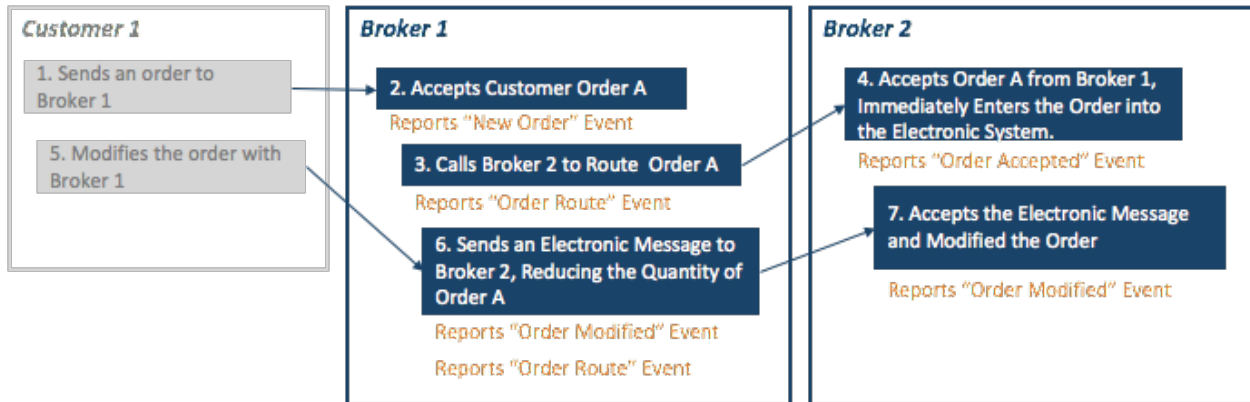 Customer 1
1. Sends an order to
Broker 1
5. Modifies the order with
Broker 1
Broker 1
2. Accepts Customer Order A
Reports "New Order" Event
3. Calls Broker 2 to Route Order A
Reports "Order Route" Event
6. Sends an Electronic Message to
Broker 2, Reducing the Quantity of
Order A
Reports "Order Modified" Event
Reports "Order Route" Event
Broker 2
4. Accepts Order A from Broker 1,
Immediately Enters the Order into
the Electronic System.
Reports "Order Accepted" Event
7. Accepts the Electronic Message
and Modified the Order
Reports "Order Modified" Event